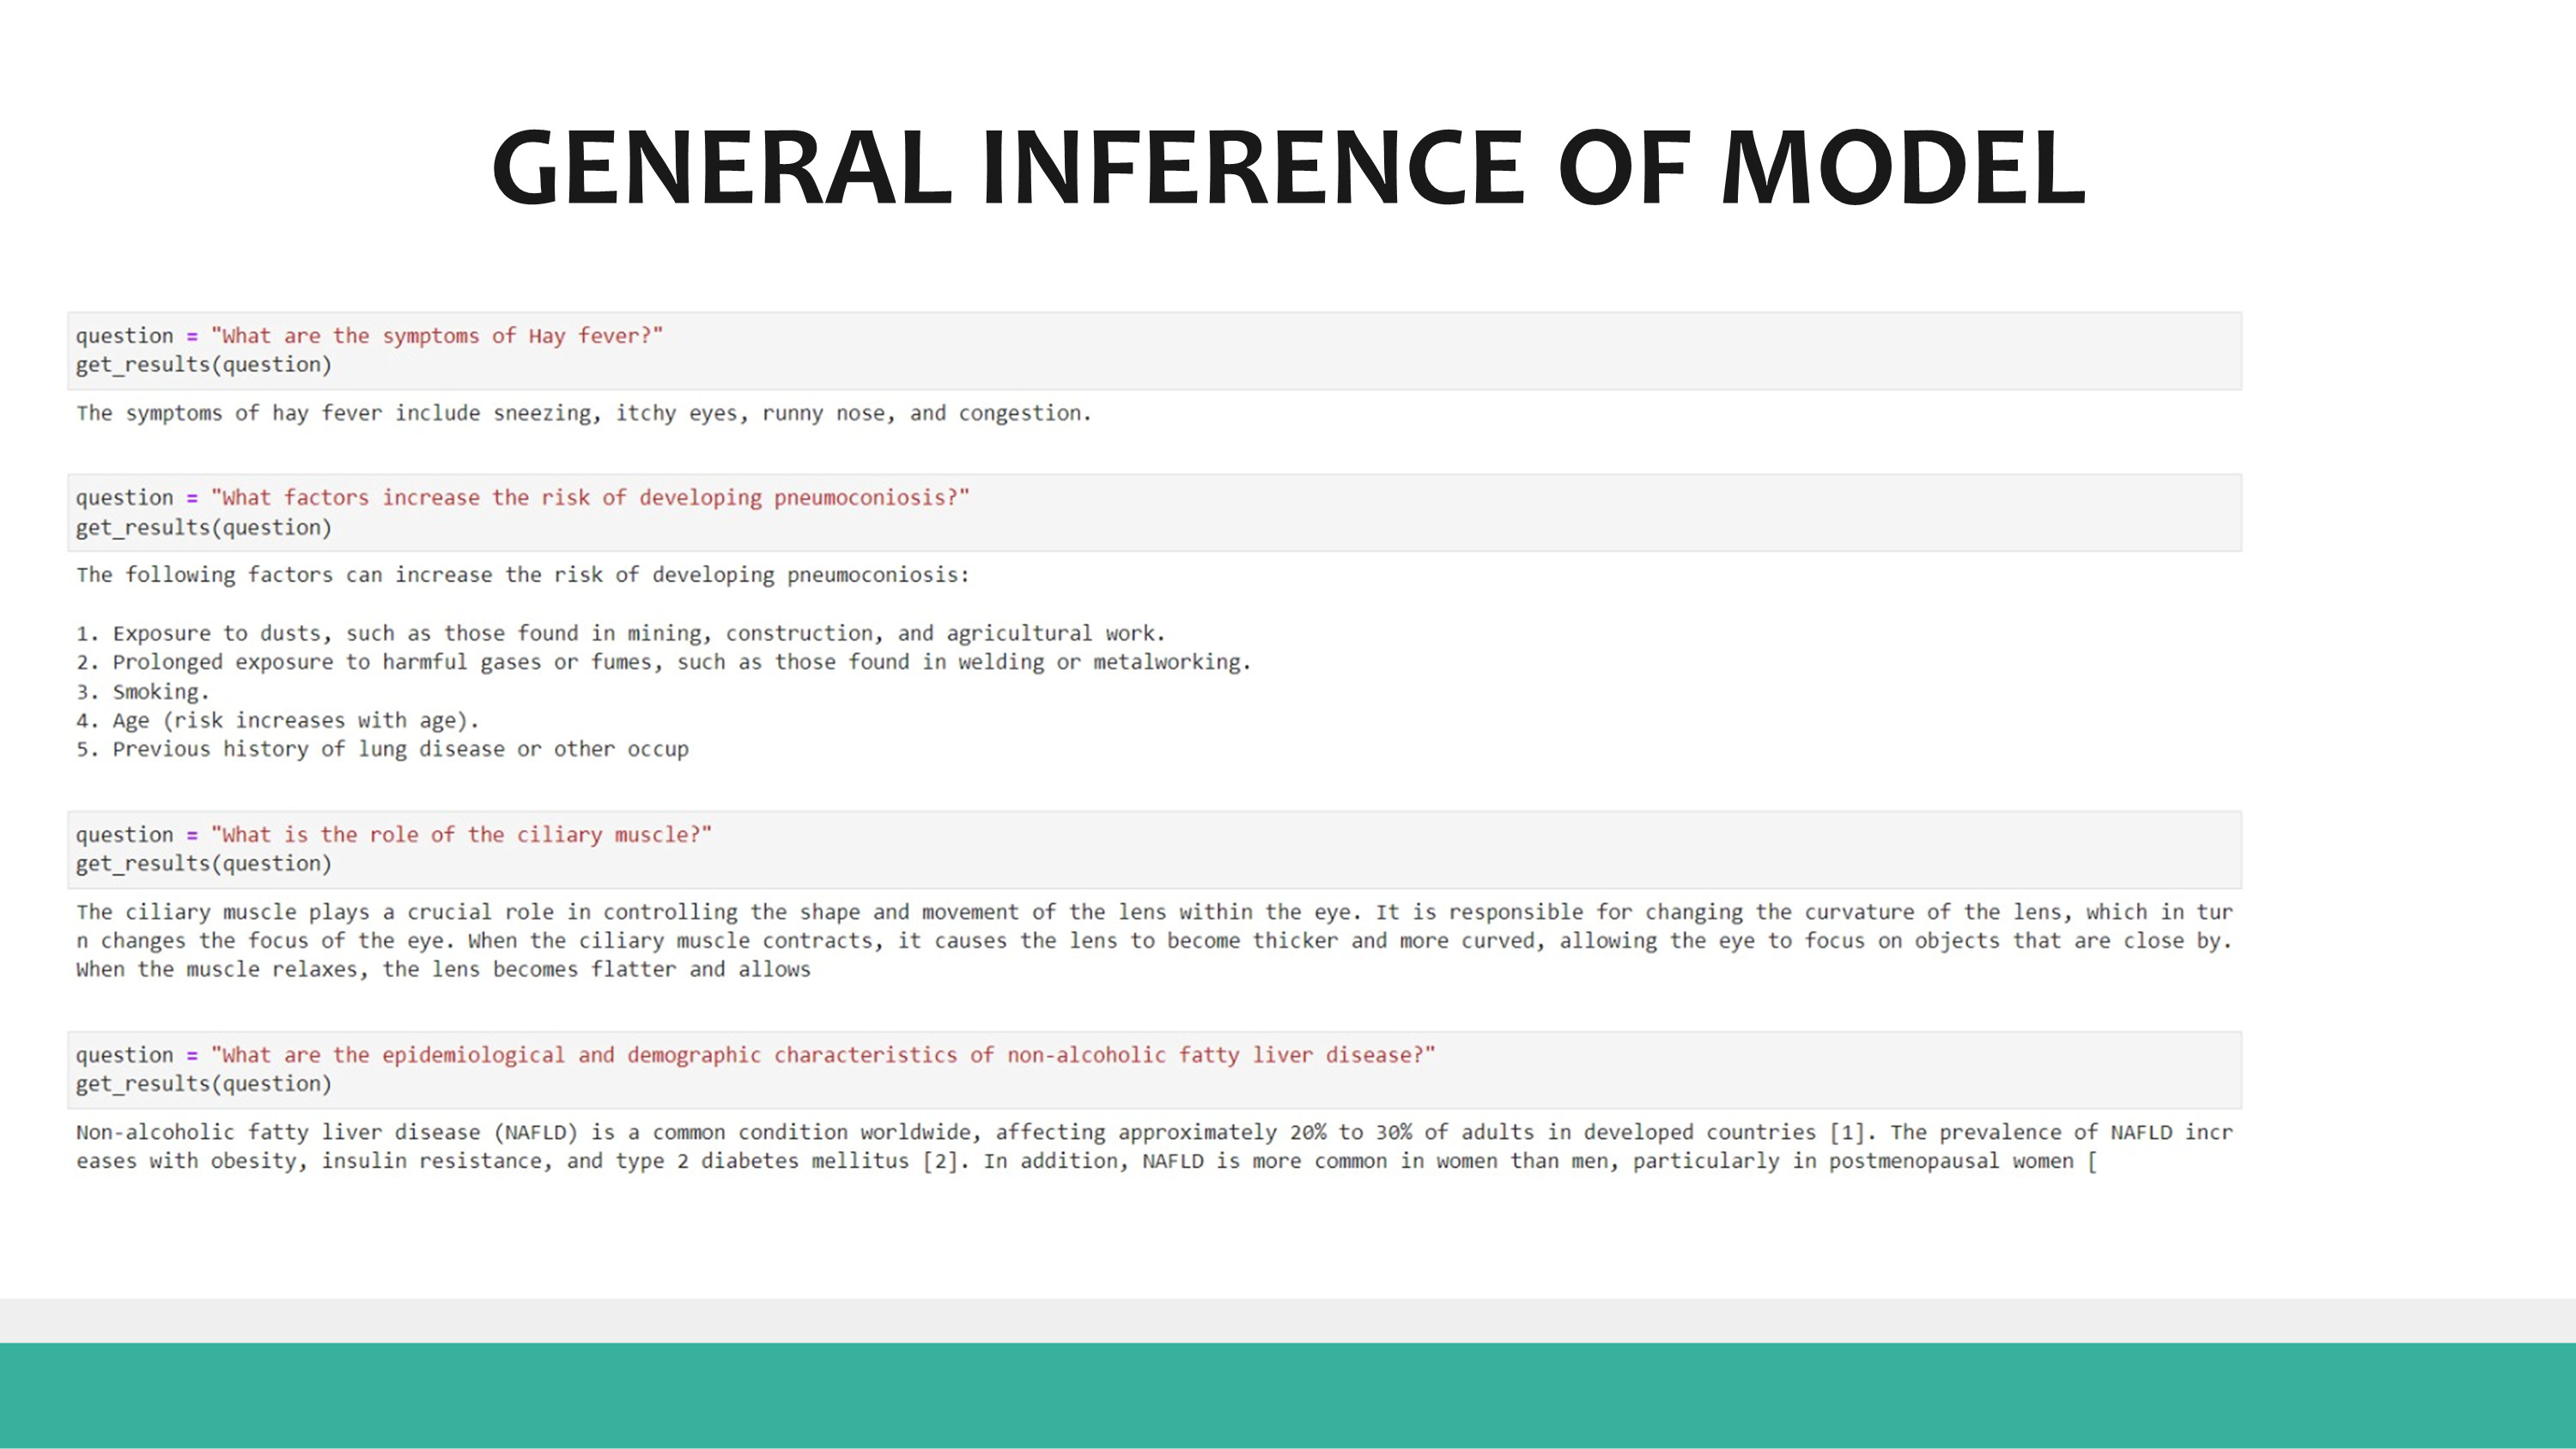 GENERAL INFERENCE OF MODEL
question = "What are the symptoms of Hay fever?"
get_results(question)
The symptoms of hay fever include sneezing, itchy eyes, runny nose, and congestion.
question = "What factors increase the risk of developing pneumoconiosis?"
get_results(question)
The following factors can increase the risk of developing pneumoconiosis:
1. Exposure to dusts, such as those found in mining, construction, and agricultural work.
2. Prolonged exposure to harmful gases or fumes, such as those found in welding or metalworking.
3. Smoking.
4. Age (risk increases with age).
5. Previous history of lung disease or other occup
question = "What is the role of the ciliary muscle?"
get_results(question)
The ciliary muscle plays a crucial role in controlling the shape and movement of the lens within the eye. It is responsible for changing the curvature of the lens, which in tur
n changes the focus of the eye. When the ciliary muscle contracts, it causes the lens to become thicker and more curved, allowing the eye to focus on objects that are close by.
When the muscle relaxes, the lens becomes flatter and allows
question = "What are the epidemiological and demographic characteristics of non-alcoholic fatty liver disease?"
get_results(question)
Non-alcoholic fatty liver disease (NAFLD) is a common condition worldwide, affecting approximately 20% to 30% of adults in developed countries [1]. The prevalence of NAFLD incr
eases with obesity, insulin resistance, and type 2 diabetes mellitus [2]. In addition, NAFLD is more common in women than men, particularly in postmenopausal women [